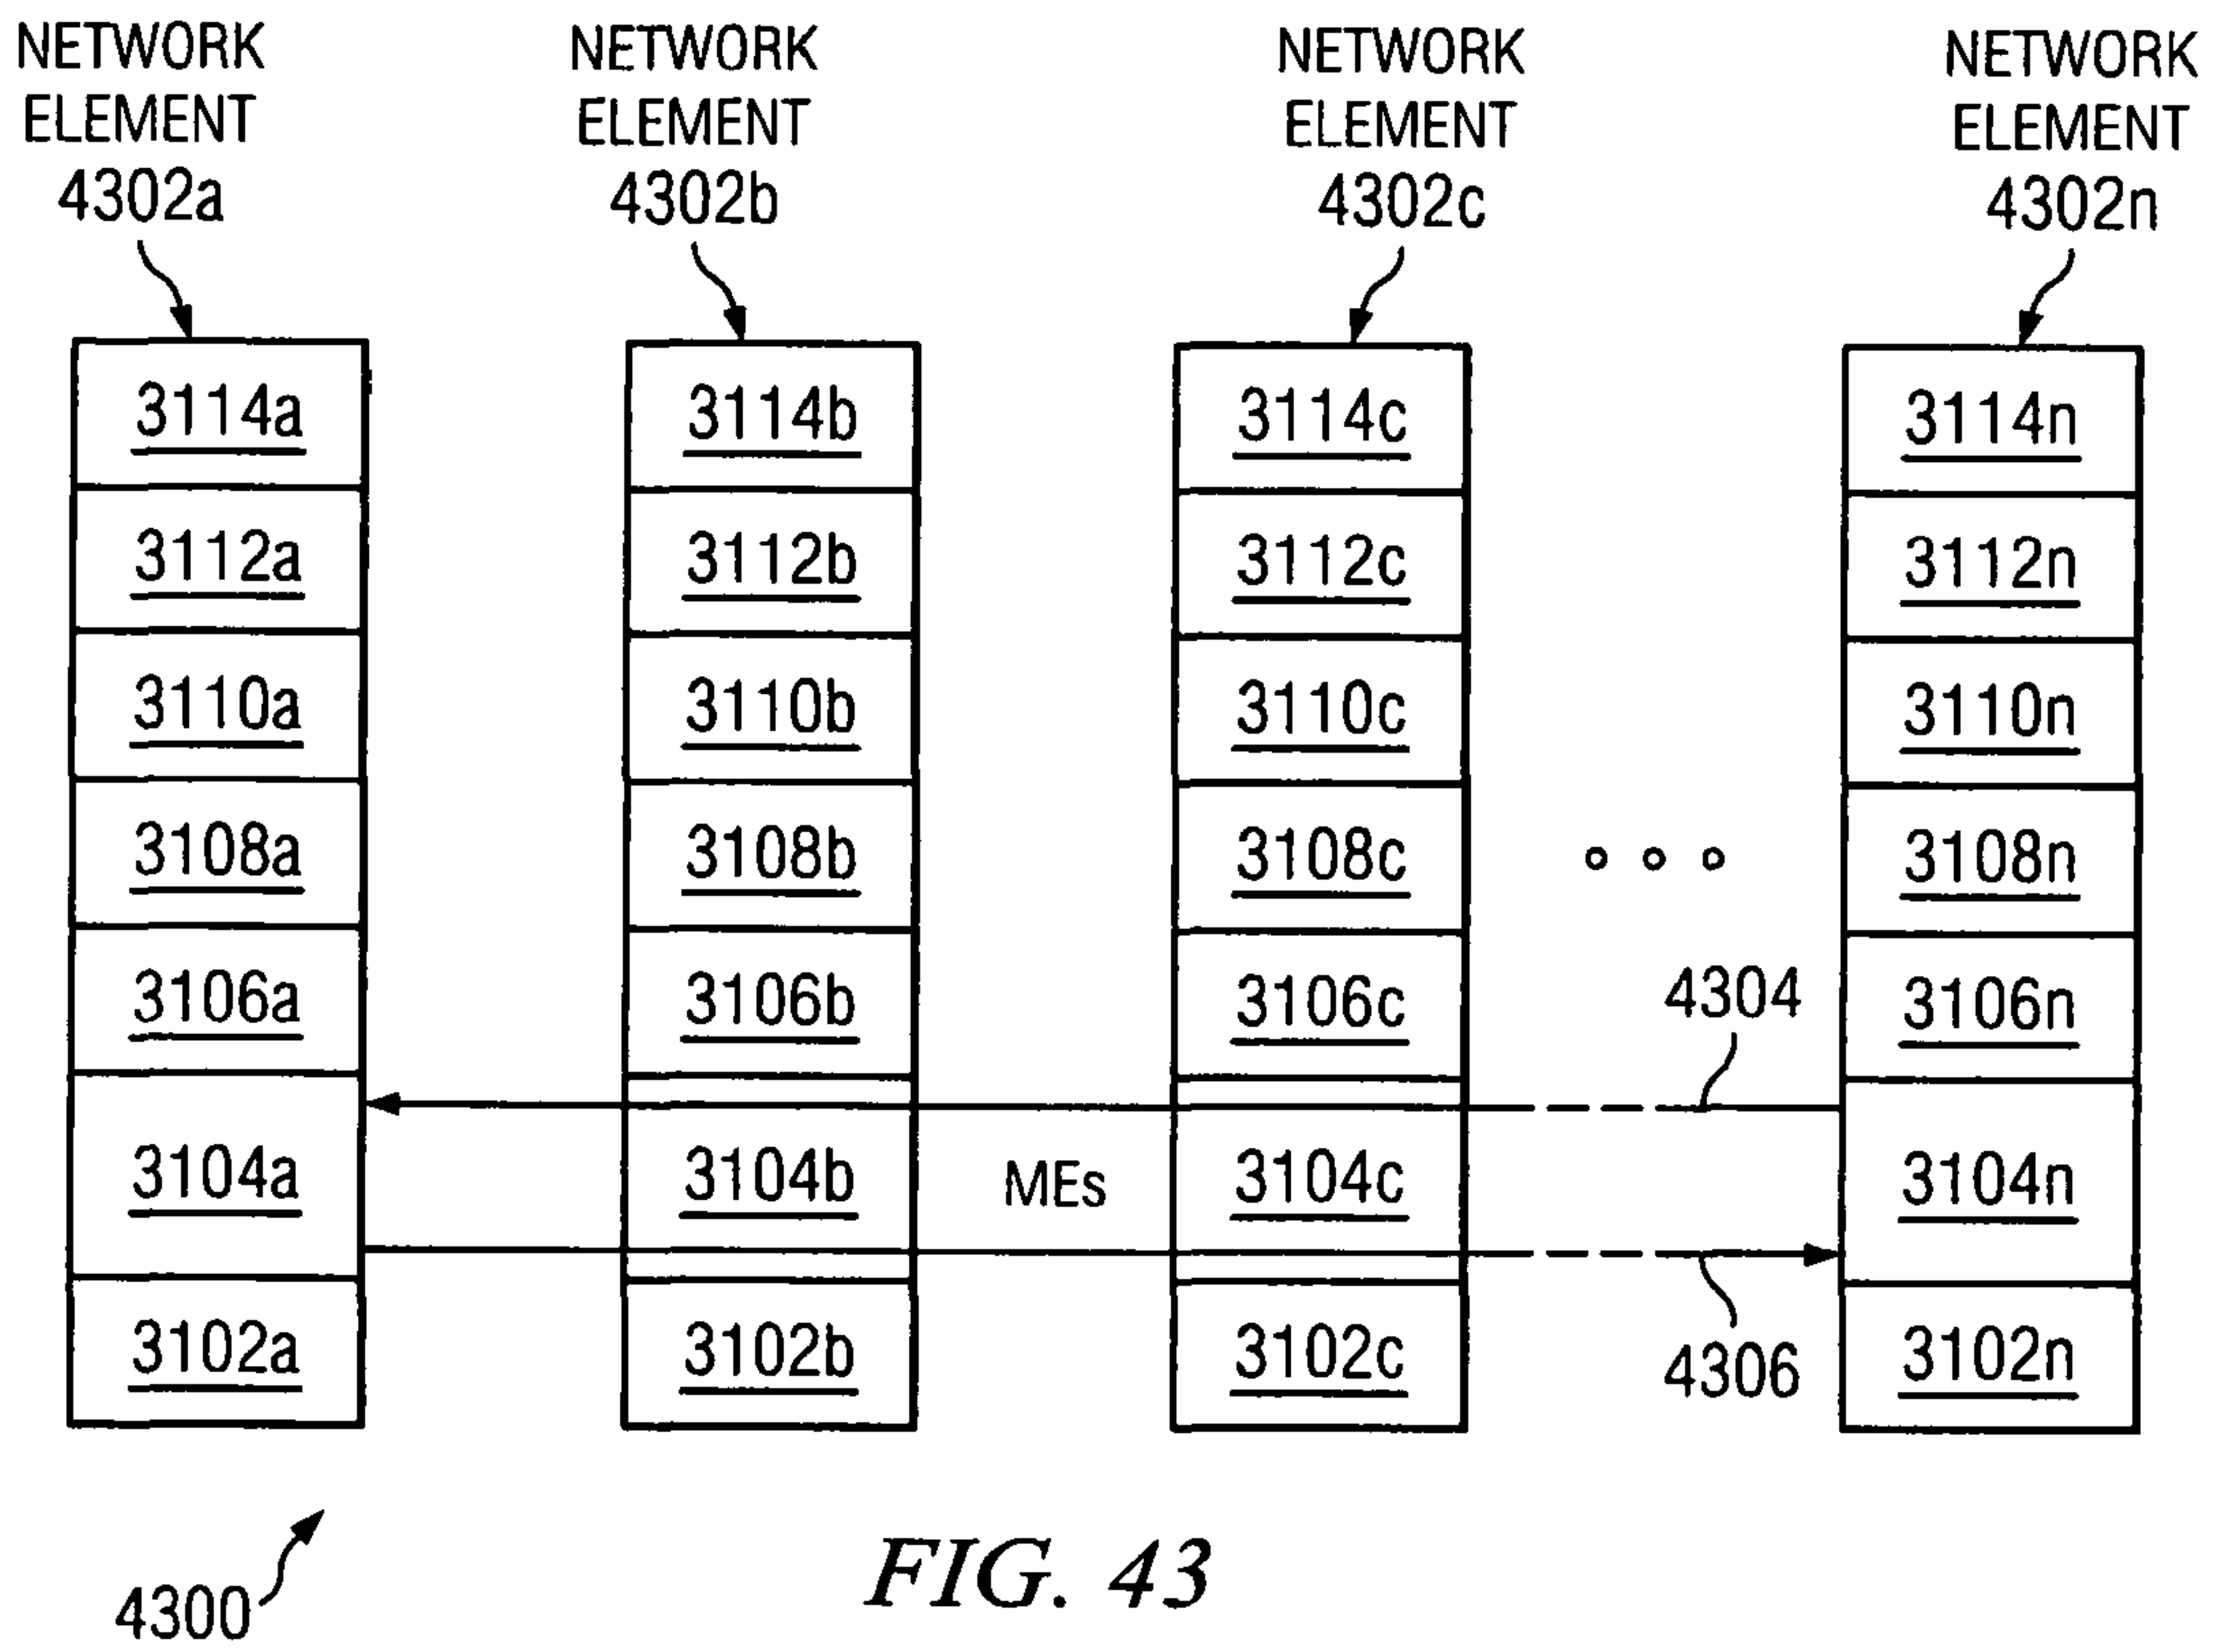 NETWORK
ELEMENT
4302a
NETWORK
ELEMENT
4302b
NETWORK
ELEMENT
4302c
NETWORK
ELEMENT
4302n
3114a
3114b
3114c
3114n
3112a
3112b
3112c
3112n
3110a
3110b
3110c
3110n
3108a
3108b
3108c
3108n
3106a
3106b
3106c
4304
3106n
3104a
3104b
MEs
3104c
3104n
3102a
3102b
3102c
4306
3102n
4300
FIG. 43